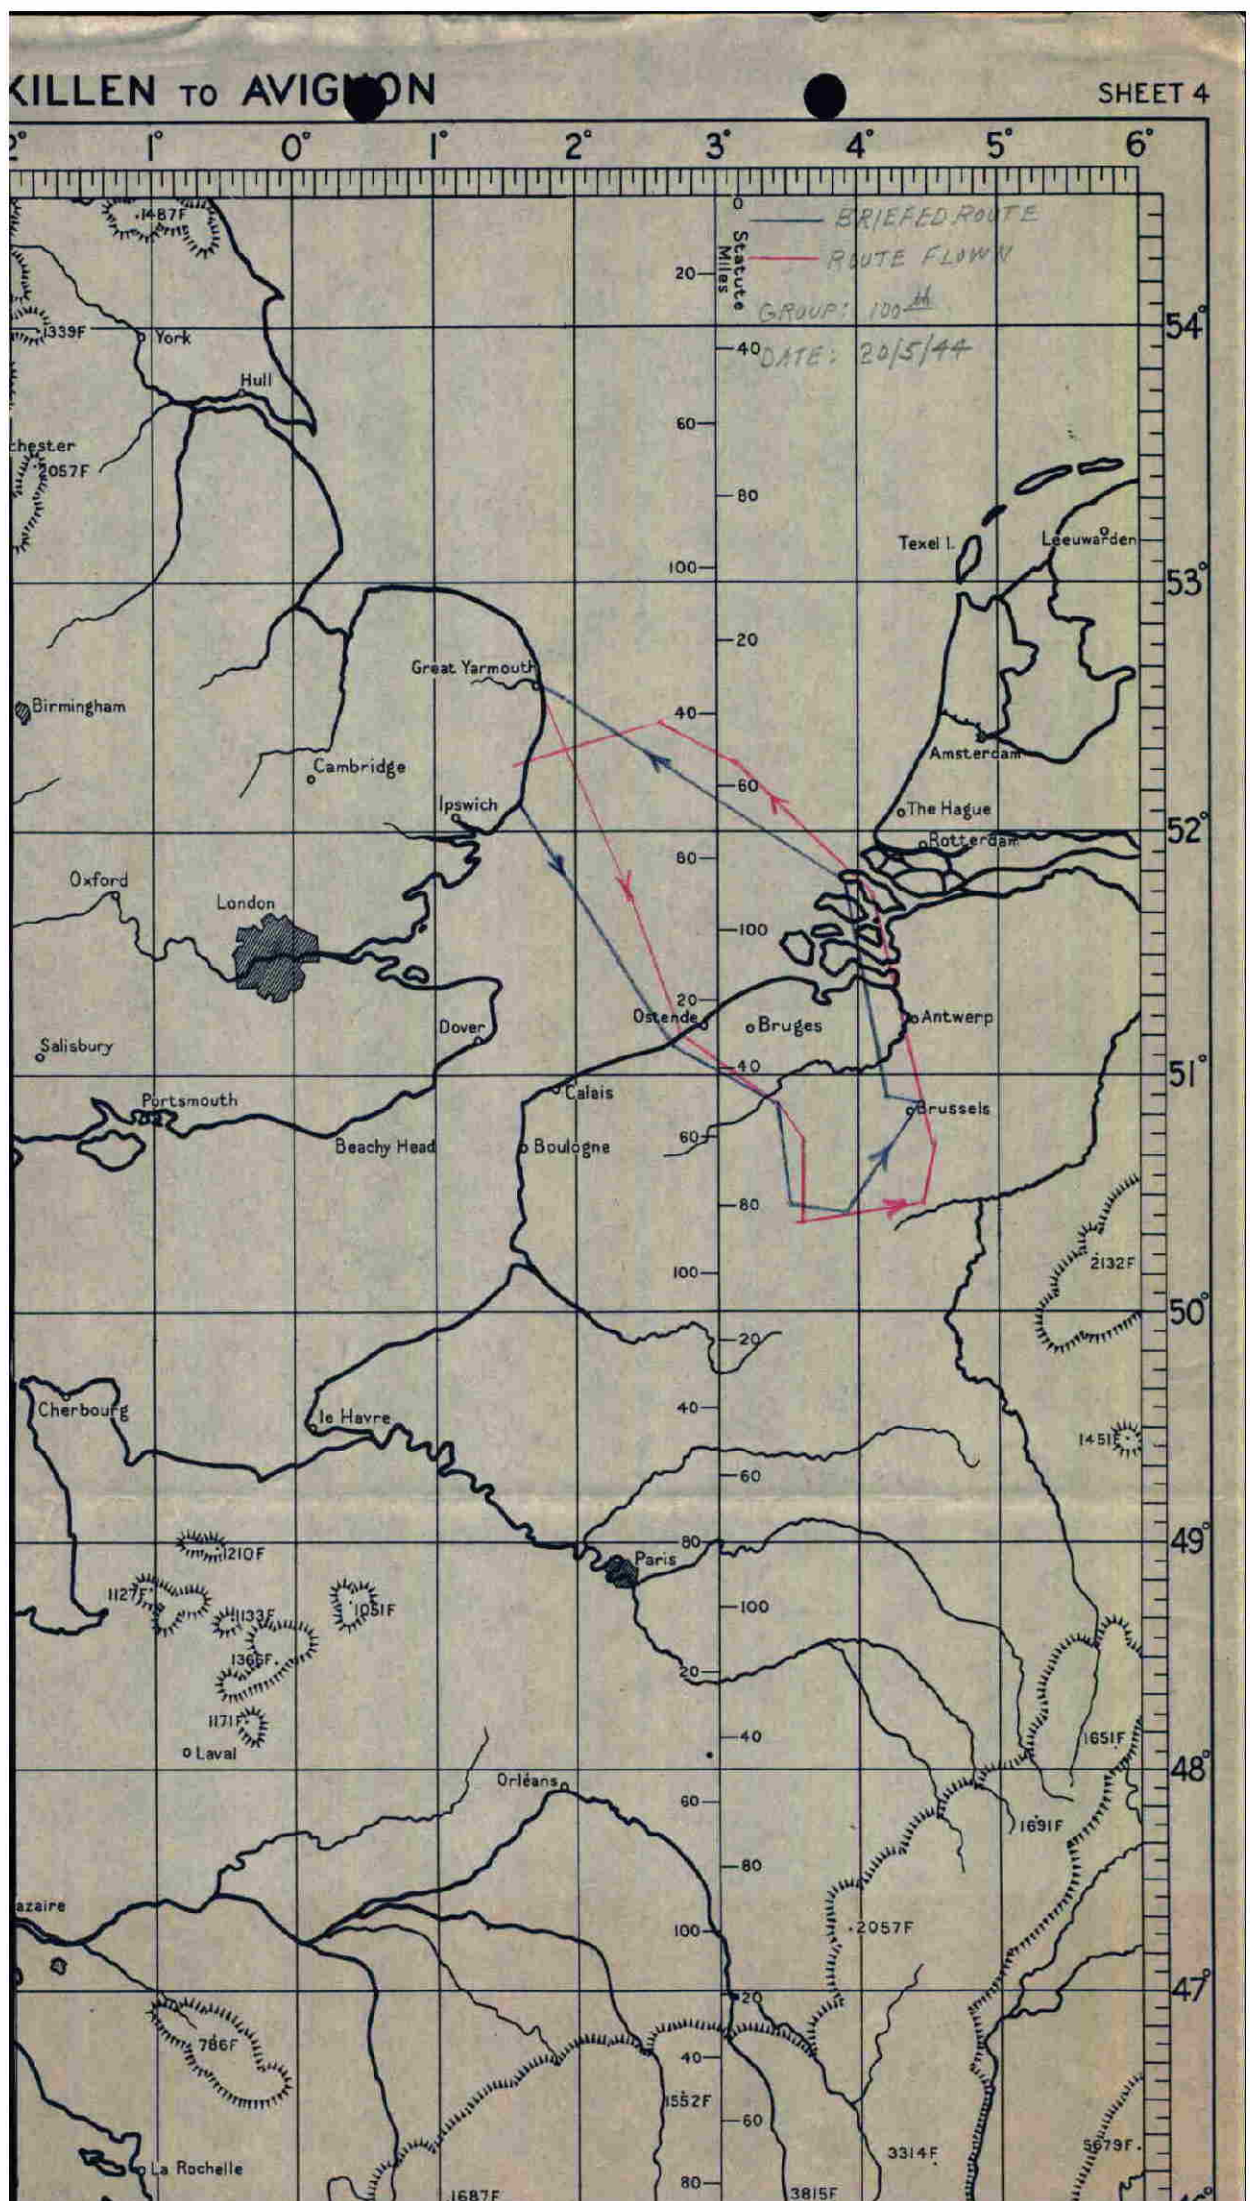 KILLEN TO AVIGNON
SHEET 4
2° 1° 0° 1° 2° 3° 4° 5° 6°
.1487F
0
BRIEFED ROUTE
Statute Miles
20
ROUTE FLOWN
GROUP: 100th
1339F
York
54°
40
DATE: 20/5/44
Hull
60
chester
057F
80
Texel I.
Leeuwarden
100
53°
20
Great Yarmouth
40
Birmingham
Amsterdam
Cambridge
60
Ipswich
The Hague
52°
Rotterdam
80
Oxford
London
100
20
Ostende
Bruges
Antwerp
Dover
Salisbury
40
51°
Calais
Portsmouth
Brussels
60
Beachy Head
Boulogne
80
2132F
100
50°
20
40
Cherbourg
le Havre
1451F
60
80
49°
1210F
Paris
1127F
100
1051F
1133F
1366F.
20
1171F
40
1651F
Laval
48°
Orléans
60
1691F
80
azaire
100
.2057F
47°
20
786F
40
1552F
60
3314F
5679F.
La Rochelle
80
1687F
3815F